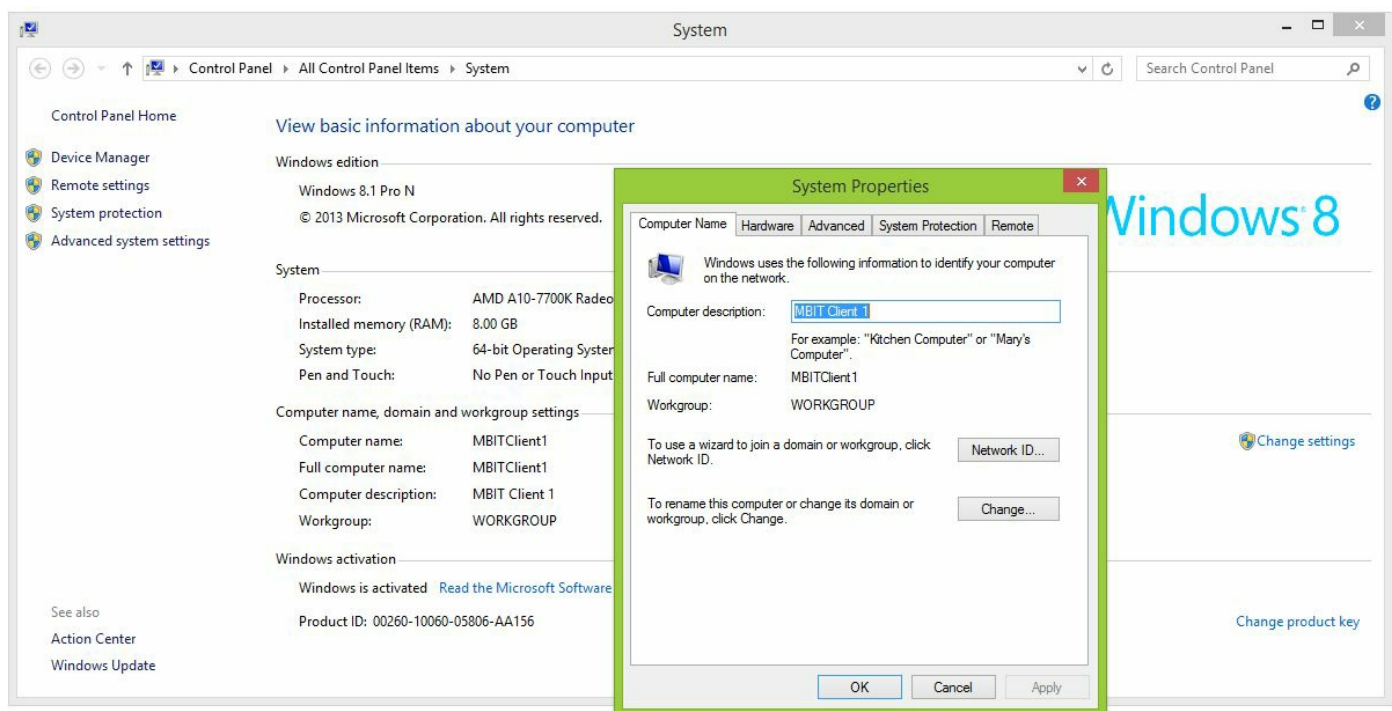 System
Control Panel All Control Panel Items System
Search Control Panel
Control Panel Home
Device Manager
Remote settings
System protection
Advanced system settings
See also
Action Center
Windows Update
View basic information about your computer
Windows edition
Windows 8.1 Pro N
© 2013 Microsoft Corporation. All rights reserved.
System
Processor: AMD A10-7700K Radeo
Installed memory (RAM): 8.00 GB
System type: 64-bit Operating Syster
Pen and Touch: No Pen or Touch Input
Computer name, domain and workgroup settings
Computer name: MBITClient1
Full computer name: MBITClient1
Computer description: MBIT Client 1
Workgroup: WORKGROUP
Change settings
Windows activation
Windows is activated Read the Microsoft Software
Product ID: 00260-10060-05806-AA156
Change product key
Windows 8
System Properties
Computer Name Hardware Advanced System Protection Remote
Windows uses the following information to identify your computer
on the network.
Computer description: MBIT Client 1
For example: "Kitchen Computer" or "Mary's
Computer".
Full computer name: MBITClient1
Workgroup: WORKGROUP
To use a wizard to join a domain or workgroup, click
Network ID.
Network ID...
To rename this computer or change its domain or
workgroup, click Change.
Change...
OK Cancel Apply